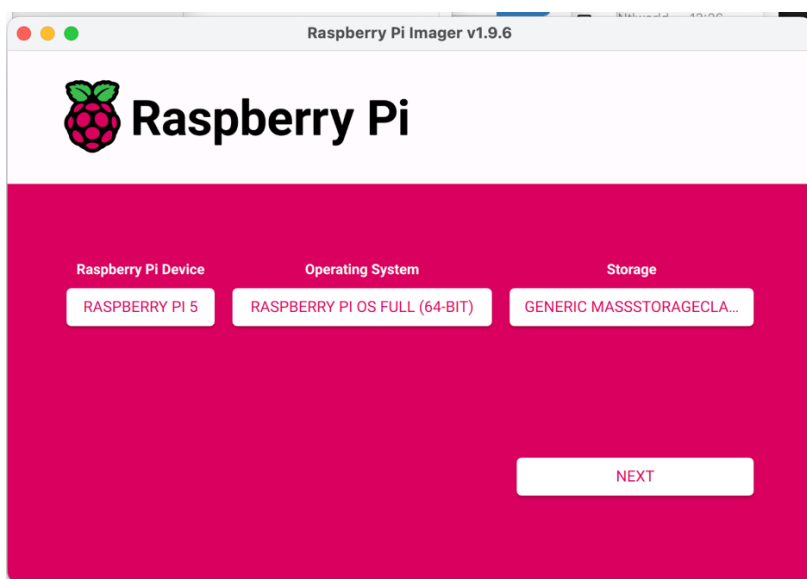 Raspberry Pi Imager v1.9.6
Raspberry Pi
Raspberry Pi Device
Operating System
Storage
RASPBERRY PI 5
RASPBERRY PI OS FULL (64-BIT)
GENERIC MASSSTORAGECLA...
NEXT